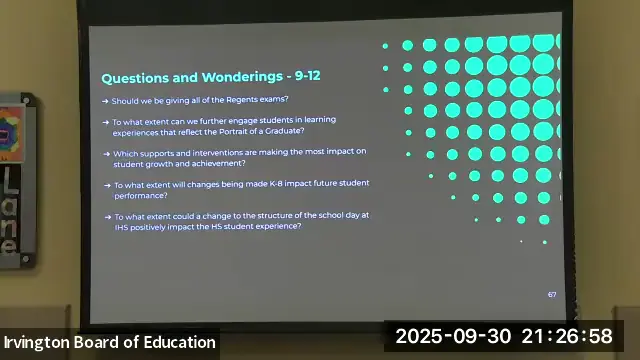 Questions and Wonderings - 9-12
➔ Should we be giving all of the Regents exams?
➔ To what extent can we further engage students in learning
experiences that reflect the Portrait of a Graduate?
➔ Which supports and interventions are making the most impact on
student growth and achievement?
➔ To what extent will changes being made K-8 impact future student
performance?
➔ To what extent could a change to the structure of the school day at
IHS positively impact the HS student experience?
67
Lane
Irvington Board of Education
2025-09-30 21:26:58